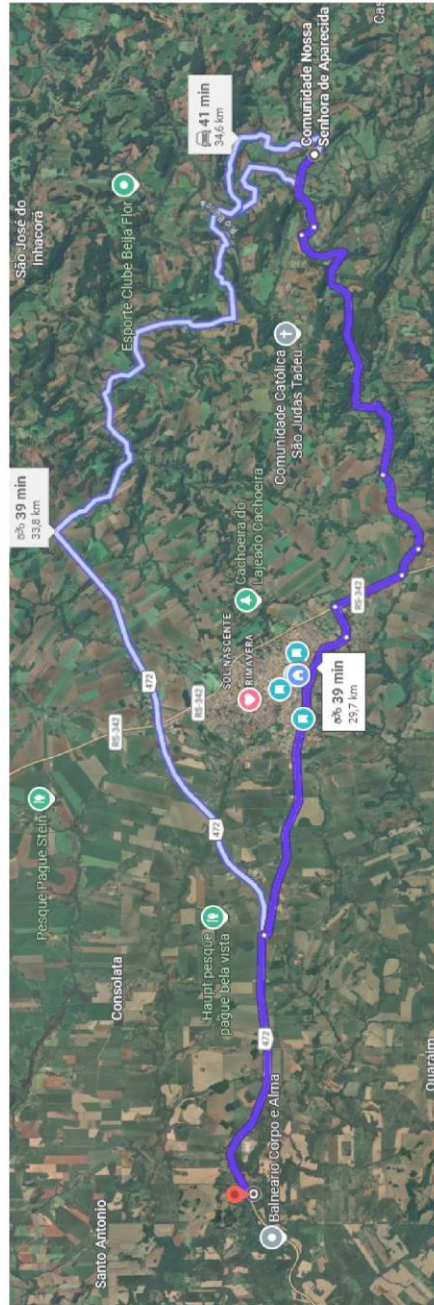 São José do
Inhacorá
39 min
33,8 km
41 min
34,6 km
Esporte Clube Beija Flor
Comunidade Nossa
Senhora de Aparecida
Pesque Pague Stein
RS-342
472
Consolata
472
SOL NASCENTE
Cachoeira do
Lajeado Cachoeira
RIMAVERA
Comunidade Católica
São Judas Tadeu
Haupt pesque
pague bela vista
RS-342
39 min
29,7 km
472
Santo Antonio
Balneário Corpo e Alma
Quaraim
Cas